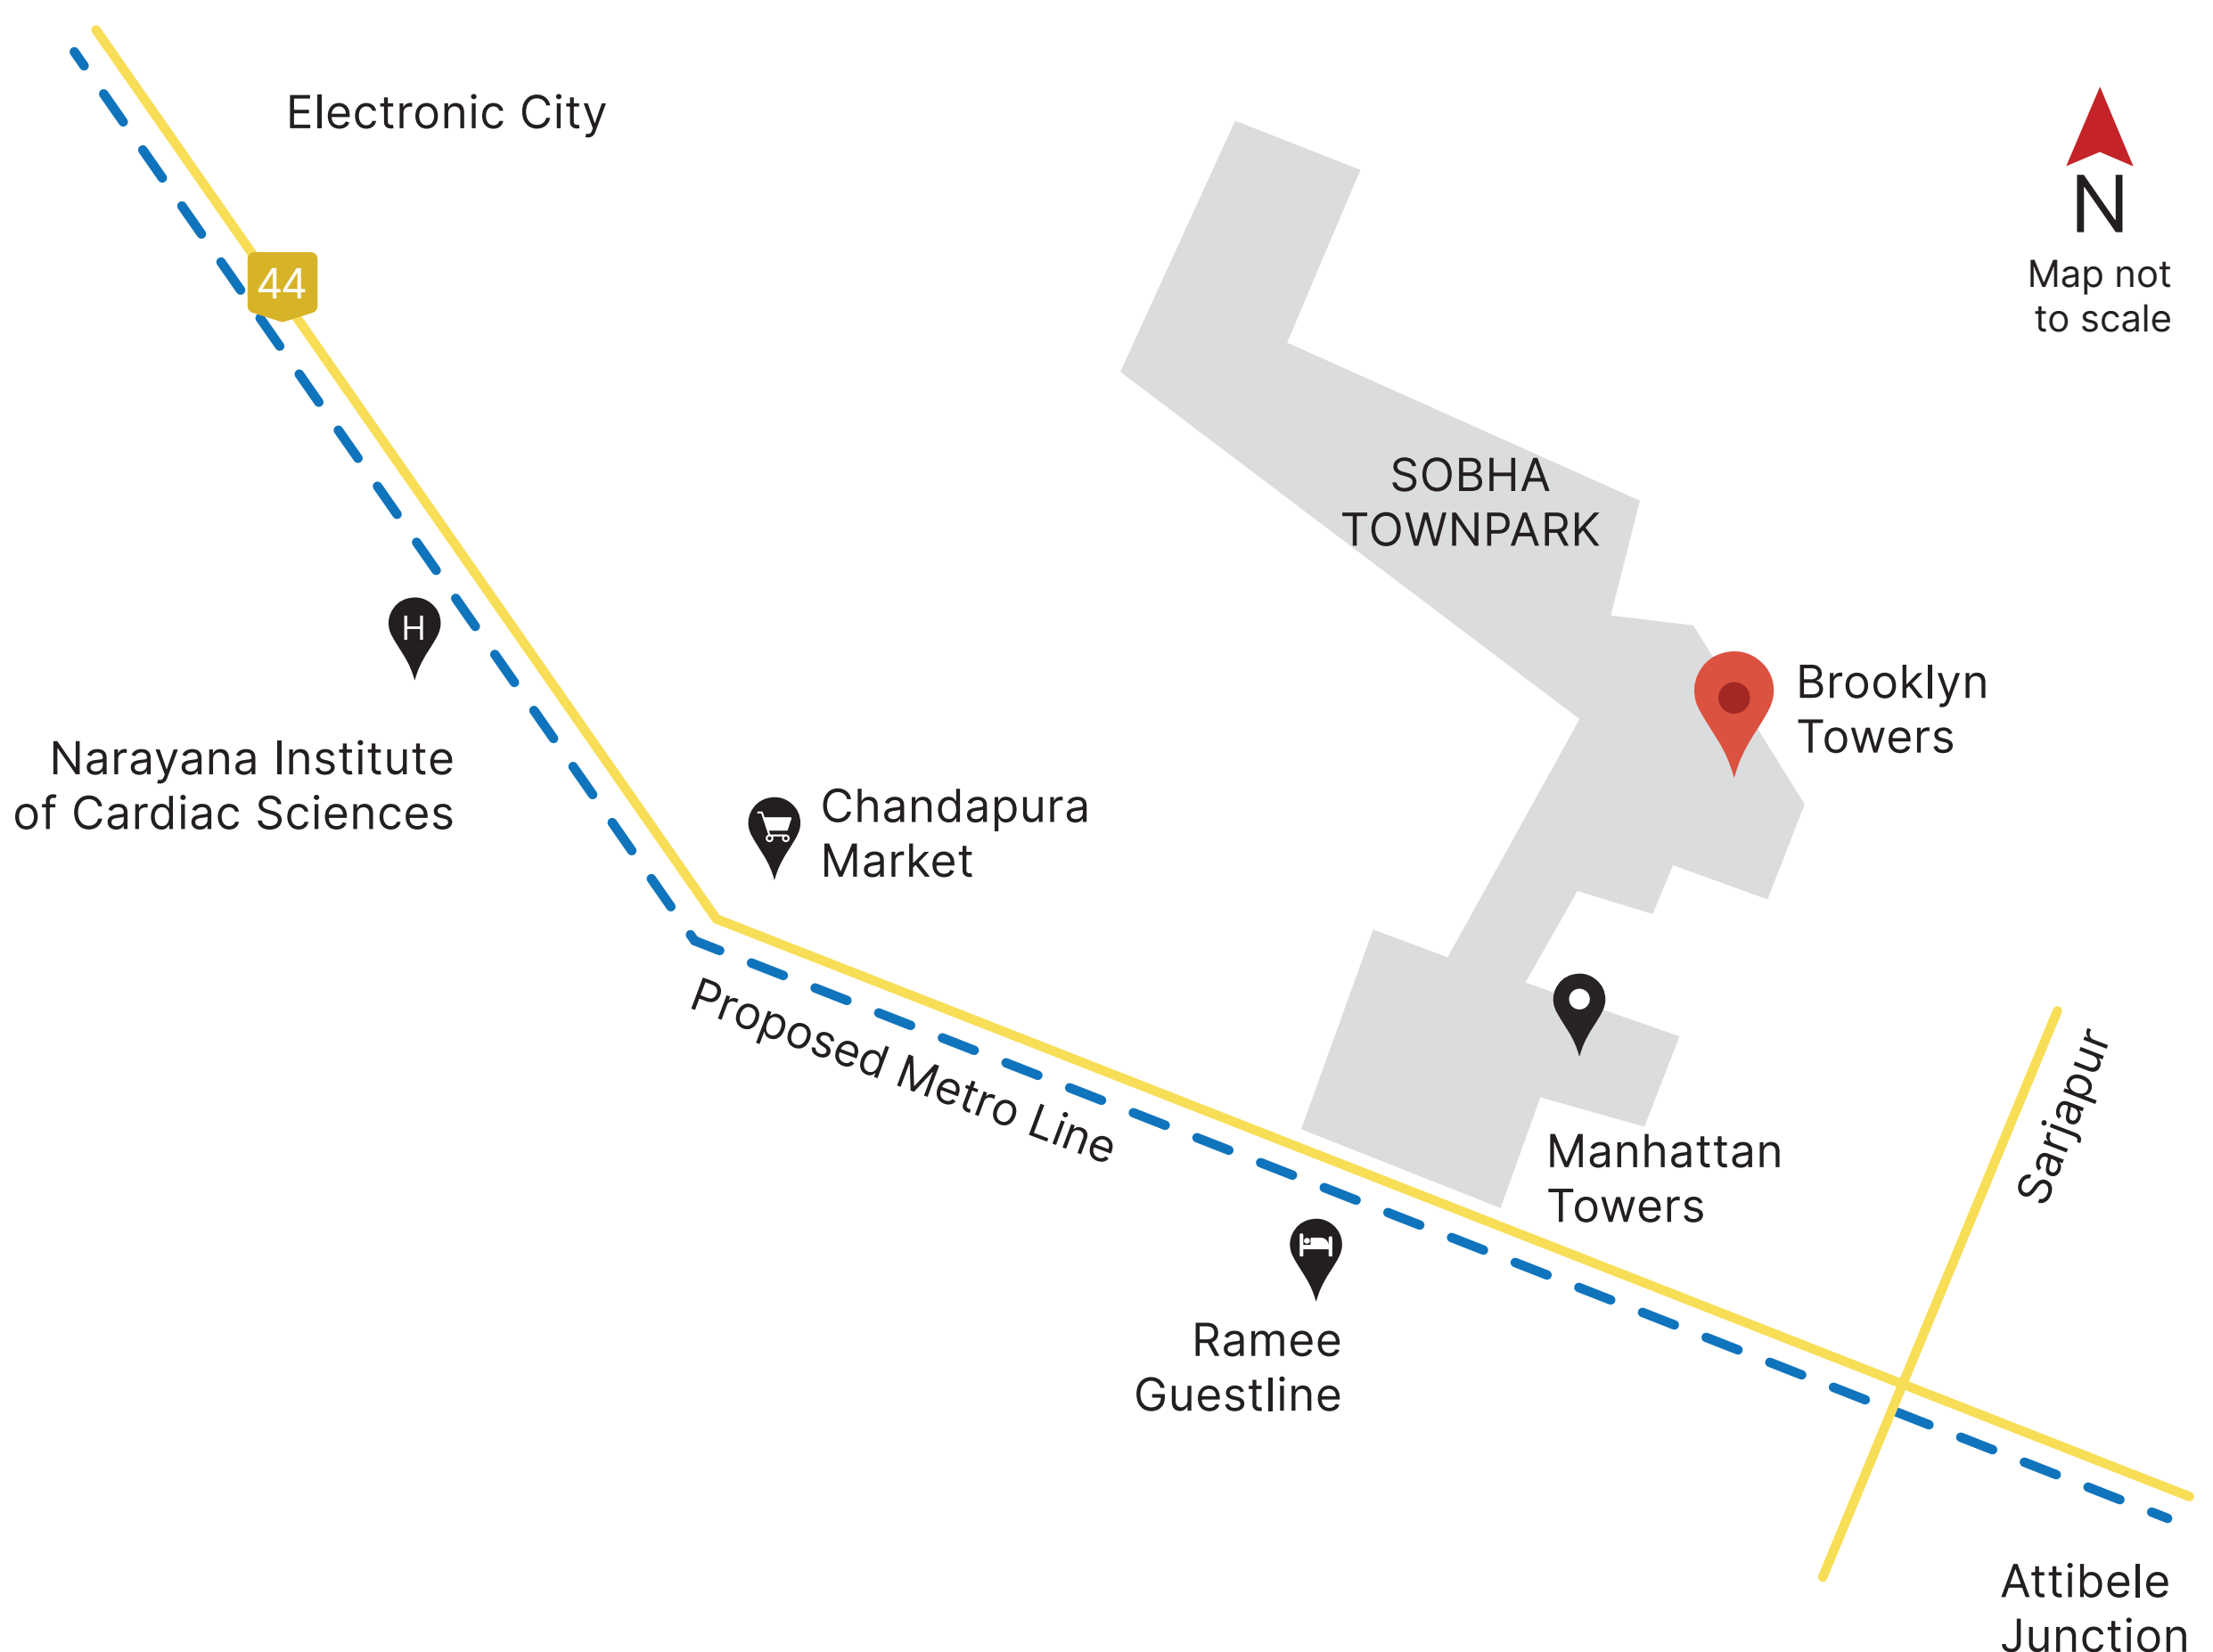 Electronic City
N
Map not
to scale
44
SOBHA
TOWNPARK
H
Brooklyn
Towers
Narayana Institute
of Cardiac Sciences
Chandapura
Market
Proposed Metro Line
Sarjapur
Manhattan
Towers
Ramee
Guestline
Attibele
Junction